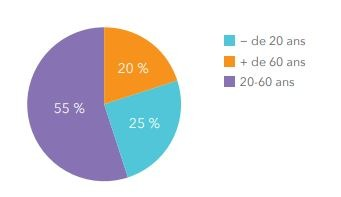 20 %
25 %
55 %
– de 20 ans
+ de 60 ans
20-60 ans